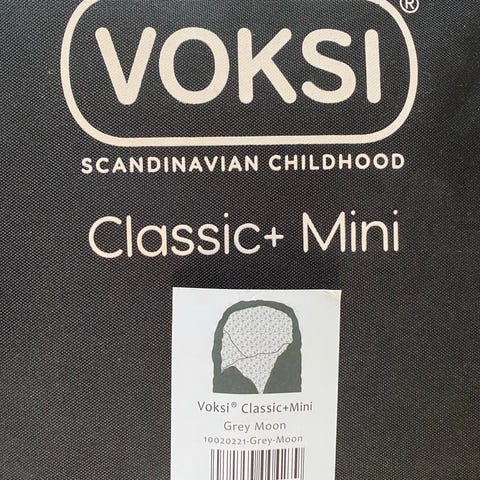 VOKSI®
SCANDINAVIAN CHILDHOOD
Classic+ Mini
Voksi® Classic+Mini
Grey Moon
10020221-Grey-Moon